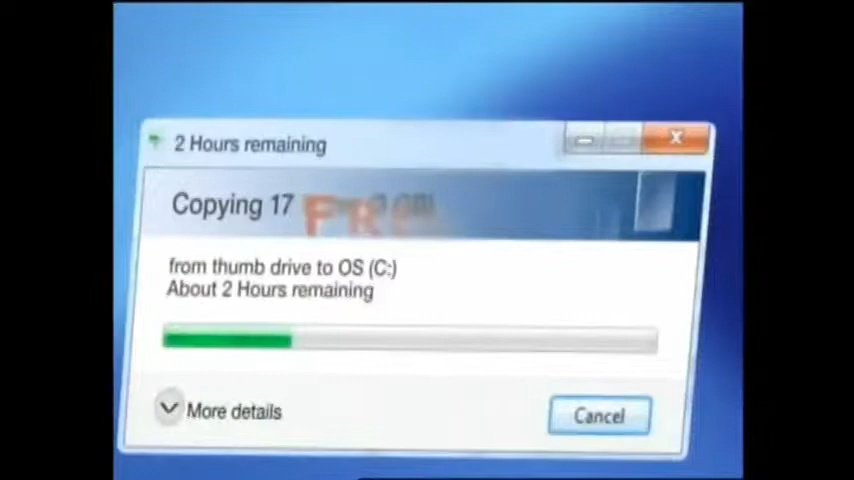 2 Hours remaining
Copying 17
from thumb drive to OS (C:)
About 2 Hours remaining
More details
Cancel